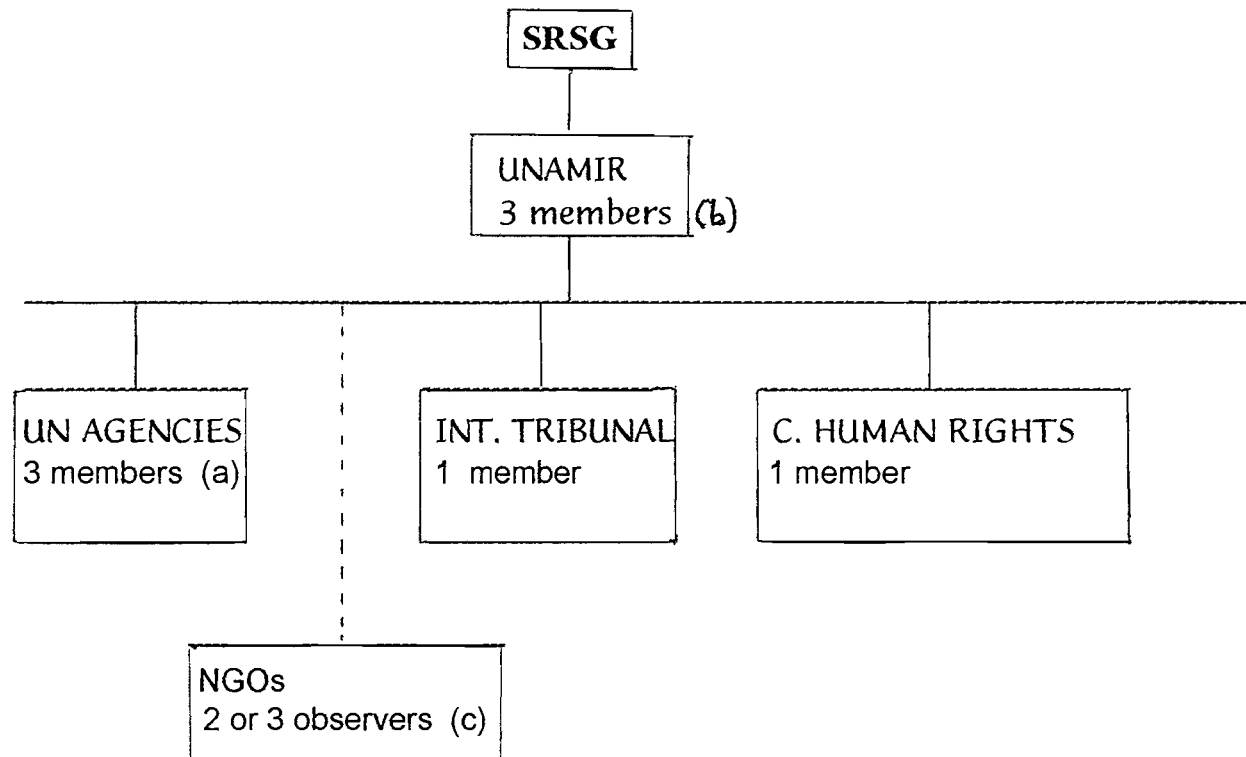 SRSG
UNAMIR
3 members (b)
UN AGENCIES
3 members (a)
INT. TRIBUNAL
1 member
C. HUMAN RIGHTS
1 member
NGOs
2 or 3 observers (c)